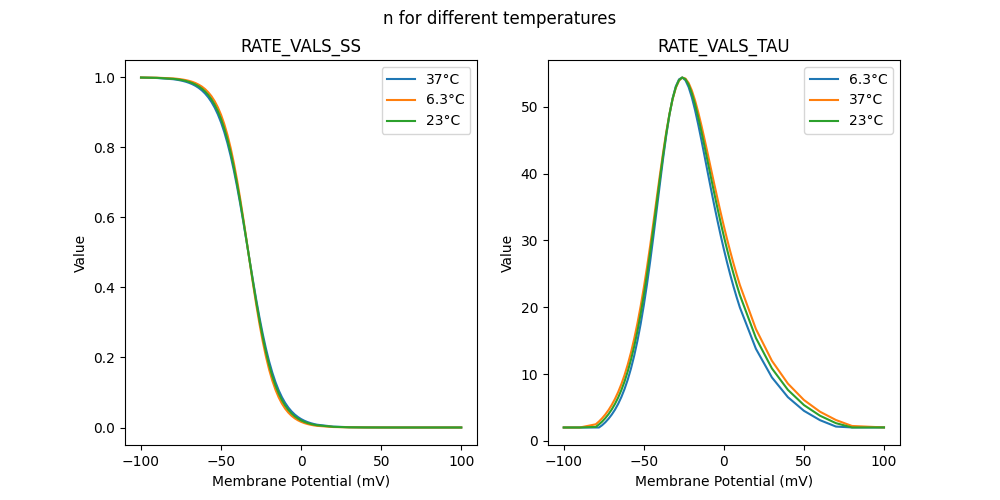 n for different temperatures
RATE_VALS_SS
1.0
0.8
0.6
0.4
0.2
0.0
Value
37°C
6.3°C
23°C
−100
−50
0
50
100
Membrane Potential (mV)
RATE_VALS_TAU
50
40
30
20
10
0
Value
6.3°C
37°C
23°C
−100
−50
0
50
100
Membrane Potential (mV)